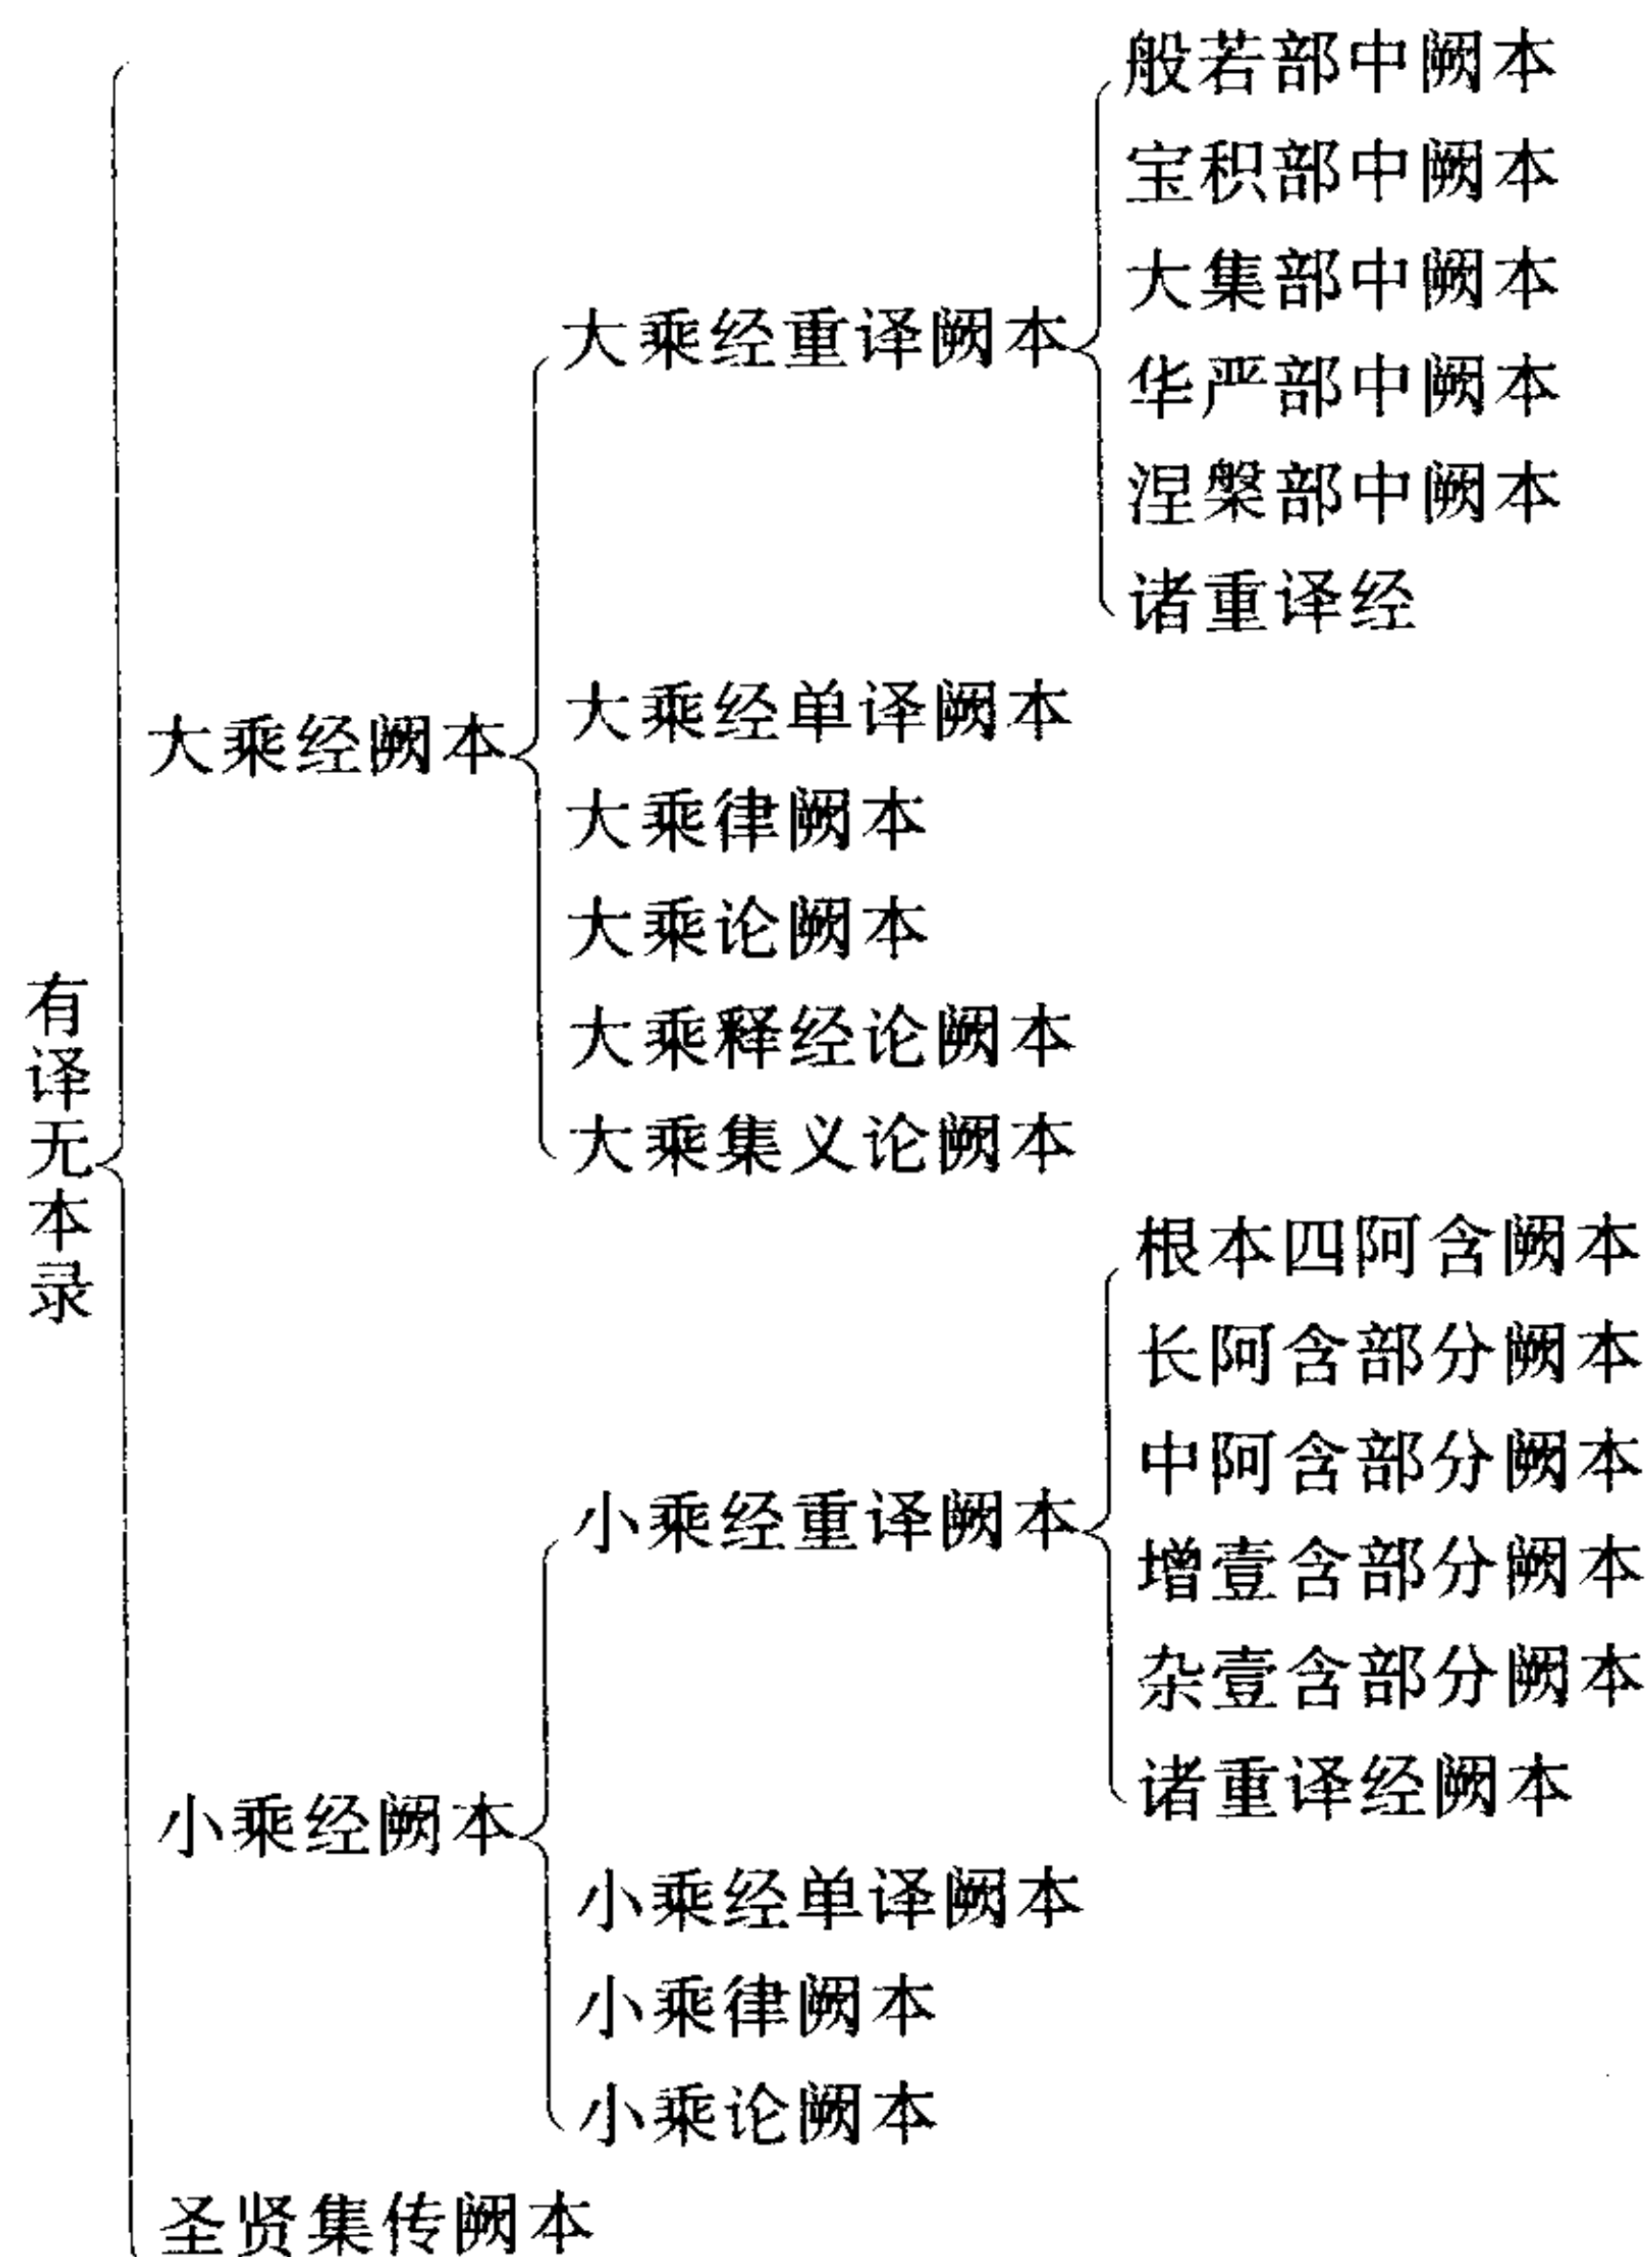 有译无本录
大乘经阙本
大乘经重译阙本
般若部中阙本
宝积部中阙本
大集部中阙本
华严部中阙本
涅槃部中阙本
诸重译经
大乘经单译阙本
大乘律阙本
大乘论阙本
大乘释经论阙本
大乘集义论阙本
小乘经阙本
小乘经重译阙本
根本四阿含阙本
长阿含部分阙本
中阿含部分阙本
增壹含部分阙本
杂壹含部分阙本
诸重译经阙本
小乘经单译阙本
小乘律阙本
小乘论阙本
圣贤集传阙本